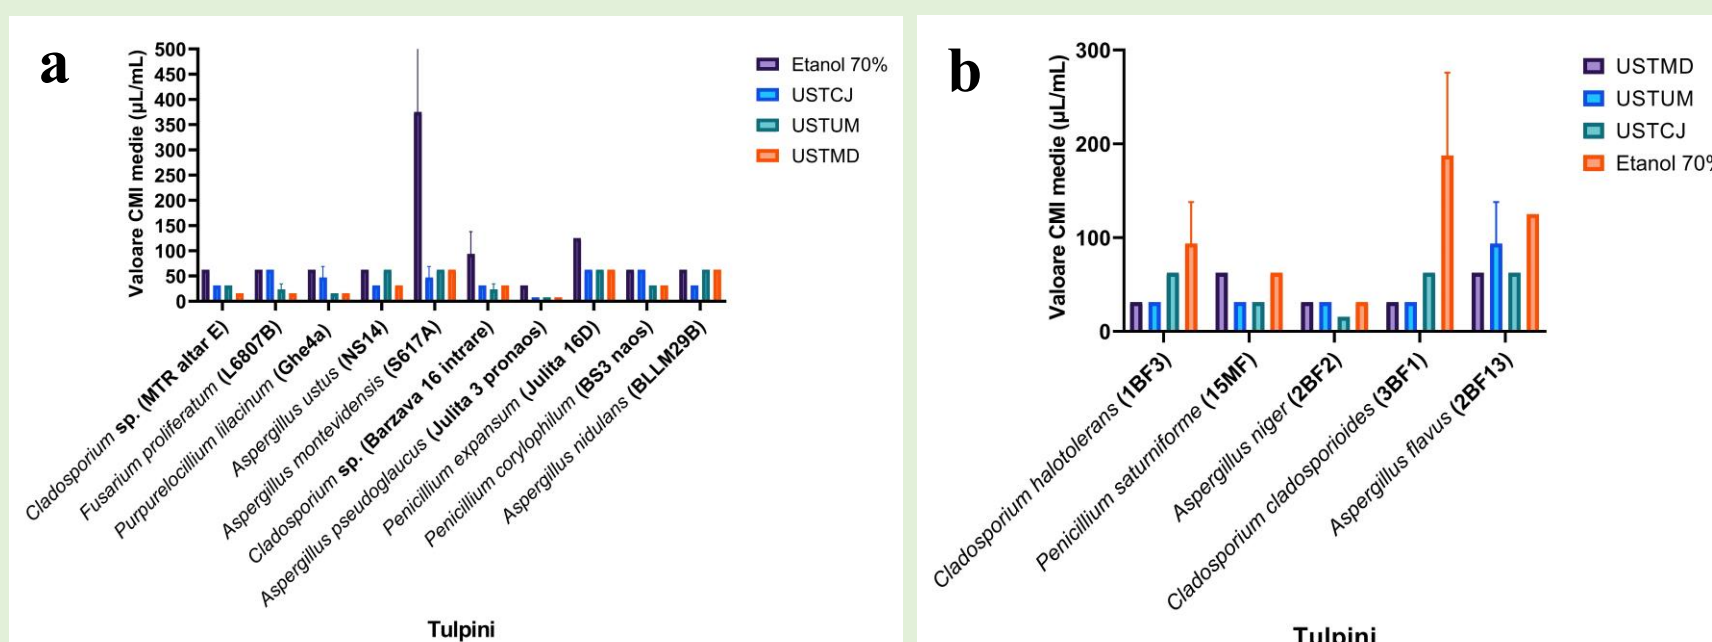 a
Valoare CMI medie (µL/mL)
500
450
400
350
300
250
200
150
100
50
0
Etanol 70%
USTCJ
USTUM
USTMD
Cladosporium sp. (MTR altar E)
Fusarium proliferatum (L6807B)
Purpurelocillium lilacinum (Ghe4a)
Aspergillus ustus (NS14)
Aspergillus montevidensis (S617A)
Cladosporium sp. (Barzava 16 intrare)
Aspergillus pseudoglaucus (Julita 3 pronaos)
Penicillium expansum (Julita 16D)
Penicillium corylophilum (BS3 naos)
Aspergillus nidulans (BLLM29B)
Tulpini
b
Valoare CMI medie (µL/mL)
300
200
100
0
USTMD
USTUM
USTCJ
Etanol 70%
Cladosporium halotolerans (1BF3)
Penicillium saturniforme (15MF)
Aspergillus niger (2BF2)
Cladosporium cladosporioides (3BF1)
Aspergillus flavus (2BF13)
Tulpini